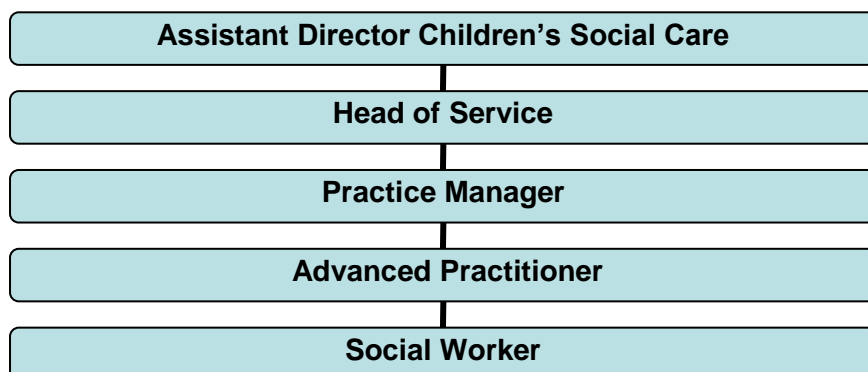 Assistant Director Children’s Social Care
Head of Service
Practice Manager
Advanced Practitioner
Social Worker